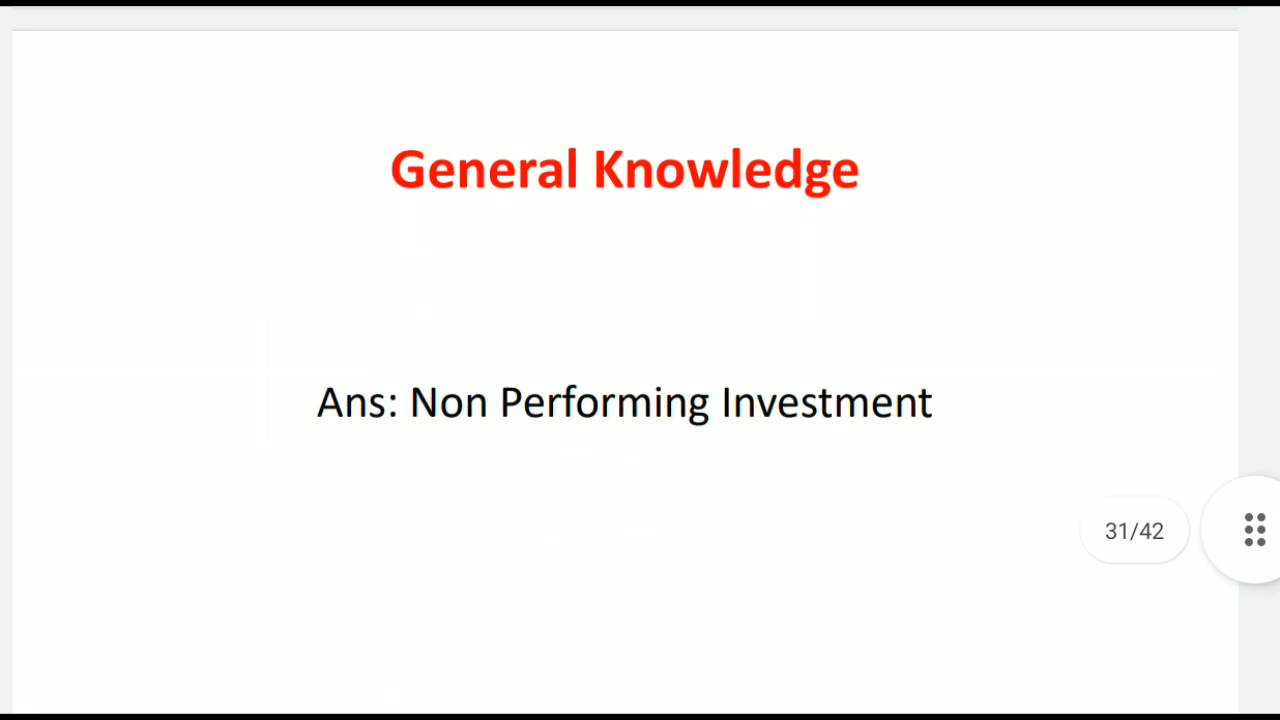 General Knowledge
Ans: Non Performing Investment
31/42